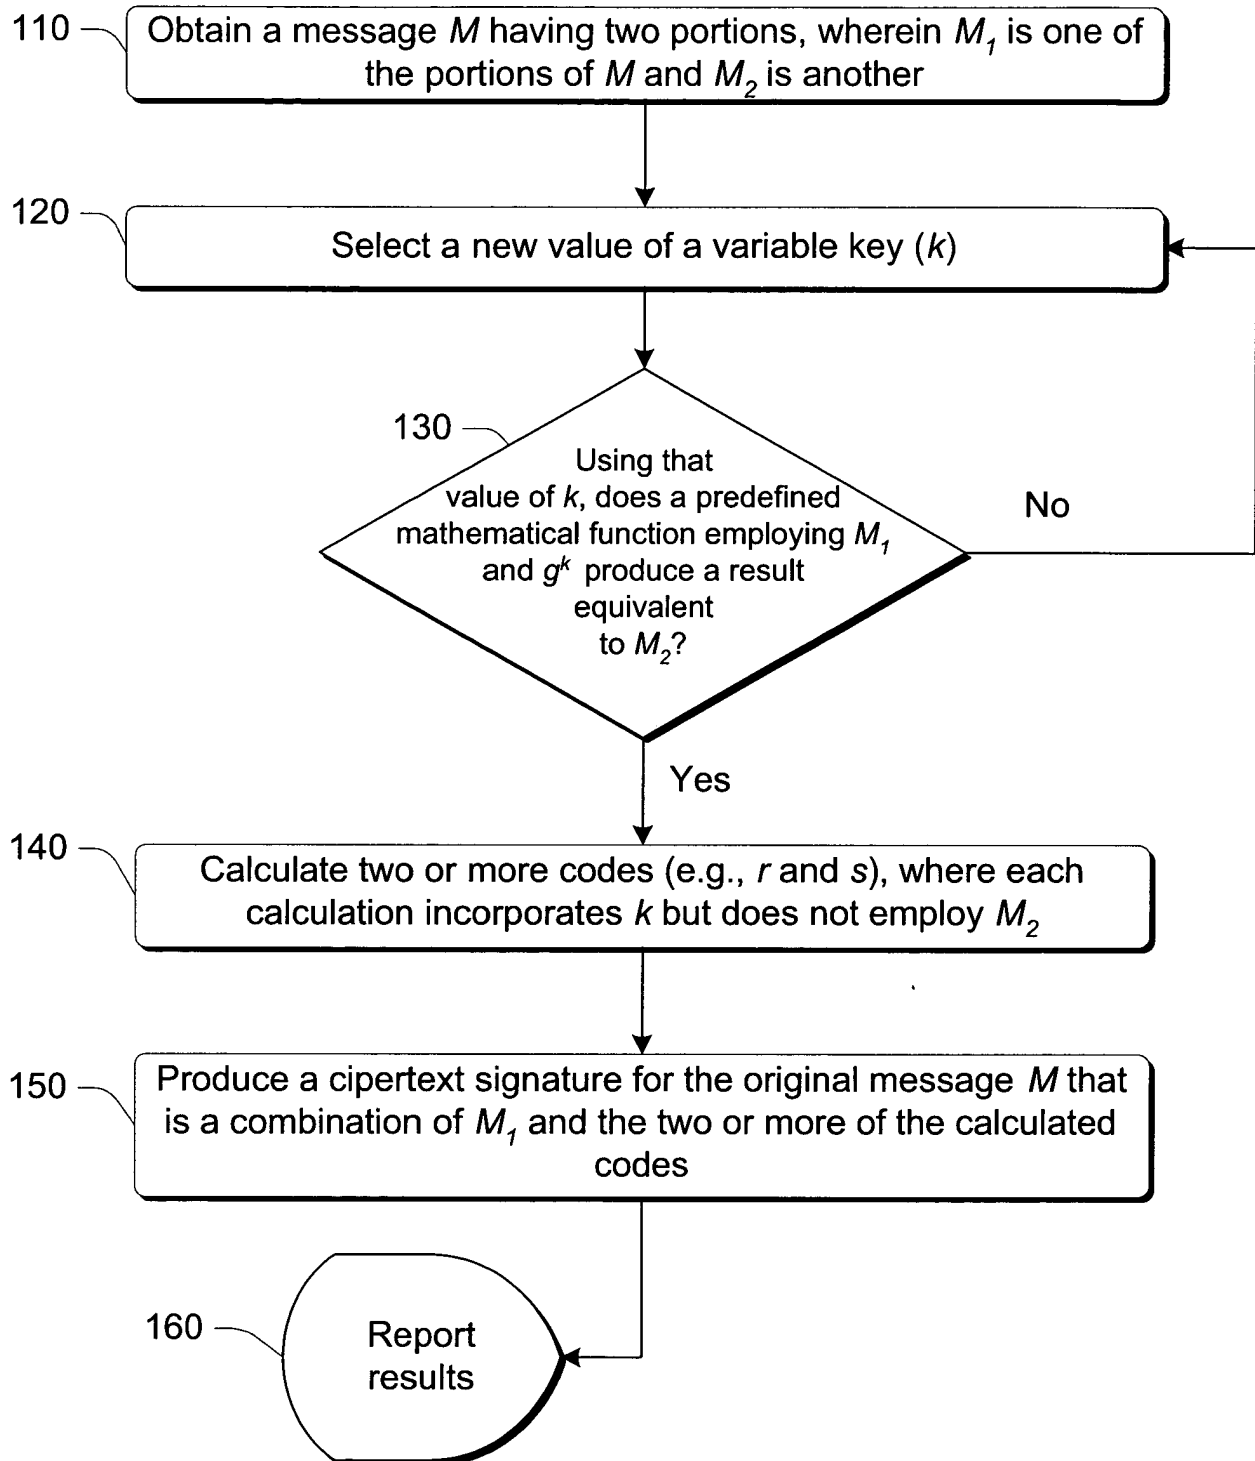 110
Obtain a message M having two portions, wherein M₁ is one of
the portions of M and M₂ is another
120
Select a new value of a variable key (k)
130
Using that
value of k, does a predefined
mathematical function employing M₁
and gᵏ produce a result
equivalent
to M₂?
No
Yes
140
Calculate two or more codes (e.g., r and s), where each
calculation incorporates k but does not employ M₂
150
Produce a cipertext signature for the original message M that
is a combination of M₁ and the two or more of the calculated
codes
160
Report
results